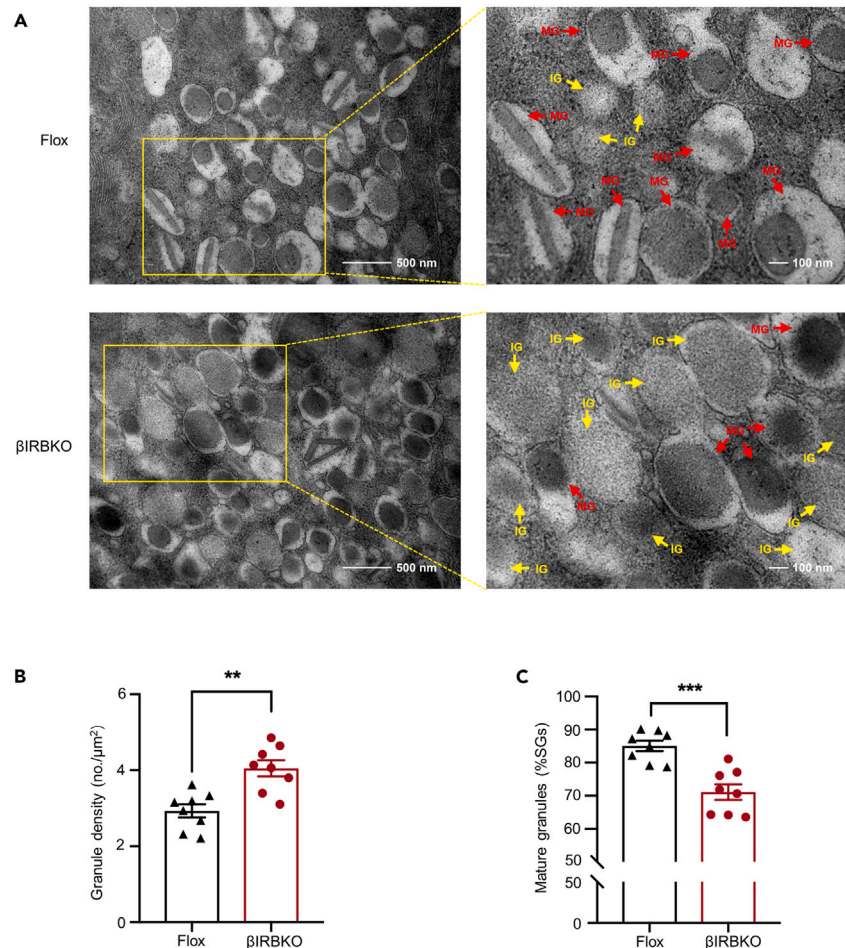 A
Flox
MG
MG
MG
IG
MG
IG
MG
MG
MG
MG
MG
MG
500 nm
100 nm
βIRBKO
IG
IG
IG
MG
IG
IG
IG
MG
IG
NG
IG
IG
IG
IG
IG
500 nm
100 nm
B
**
Granule density (no./μm²)
6
4
2
0
Flox
βIRBKO
C
***
Mature granules (%SGs)
100
90
80
70
60
50
50
0
Flox
βIRBKO